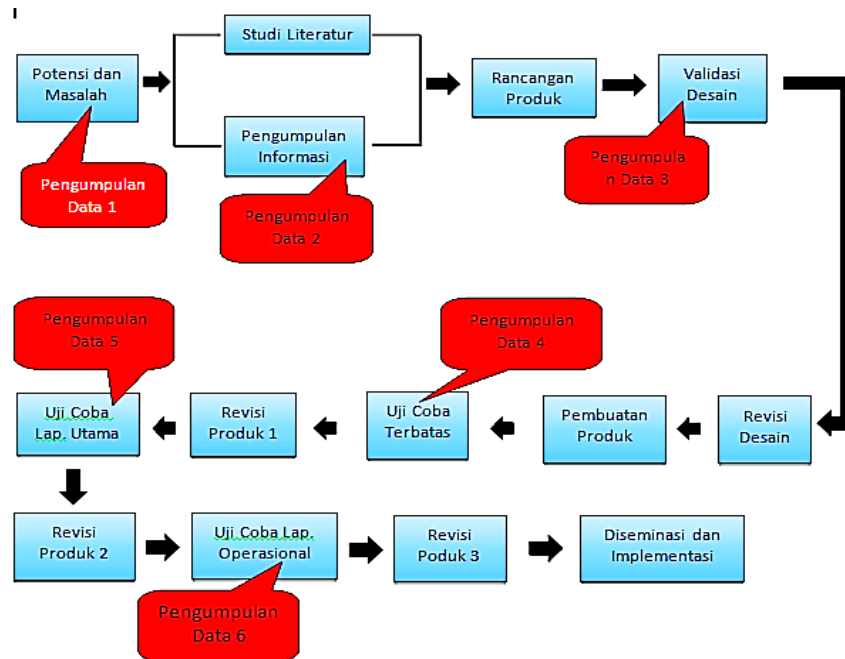 Studi Literatur
Potensi dan
Masalah
Pengumpulan
Informasi
Rancangan
Produk
Validasi
Desain
Pengumpulan
Data 1
Pengumpulan
Data 2
Pengumpula
n Data 3
Pengumpulan
Data 5
Pengumpulan
Data 4
Uji Coba
Lap. Utama
Revisi
Produk 1
Uji Coba
Terbatas
Pembuatan
Produk
Revisi
Desain
Revisi
Produk 2
Uji Coba Lap.
Operasional
Revisi
Poduk 3
Diseminasi dan
Implementasi
Pengumpulan
Data 6